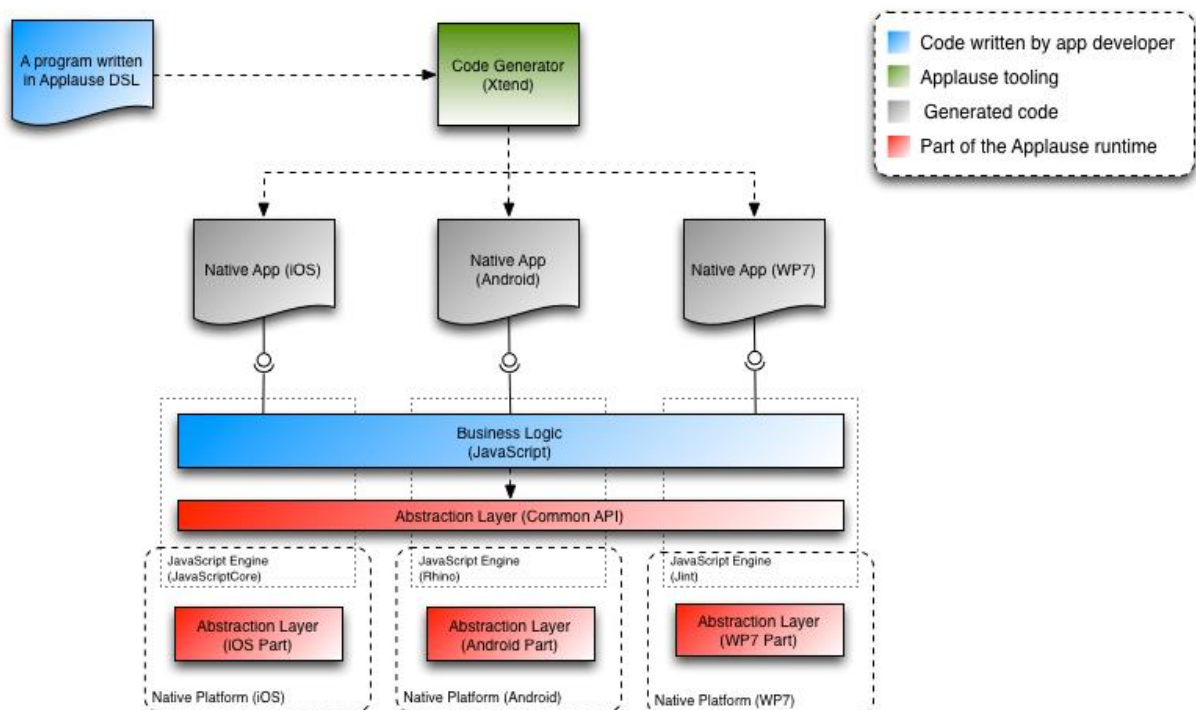 A program written
in Applause DSL
Code Generator
(Xtend)
Code written by app developer
Applause tooling
Generated code
Part of the Applause runtime
Native App (iOS)
Native App
(Android)
Native App (WP7)
Business Logic
(JavaScript)
Abstraction Layer (Common API)
JavaScript Engine
(JavaScriptCore)
JavaScript Engine
(Rhino)
JavaScript Engine
(Jint)
Abstraction Layer
(iOS Part)
Abstraction Layer
(Android Part)
Abstraction Layer
(WP7 Part)
Native Platform (iOS)
Native Platform (Android)
Native Platform (WP7)